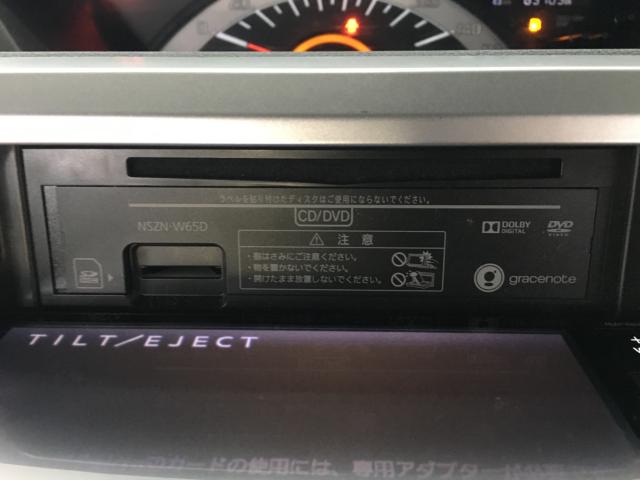 ラベルを貼り付けたディスクはご使用にならないでください。
CD/DVD
NSZN-W65D
注意
・指はさみにご注意ください。
・物を置かないでください。
・開けたまま放置しないでください。
DOLBY
DIGITAL
DVD
VIDEO
gracenote
TILT/EJECT
カードの使用には、専用アダプター